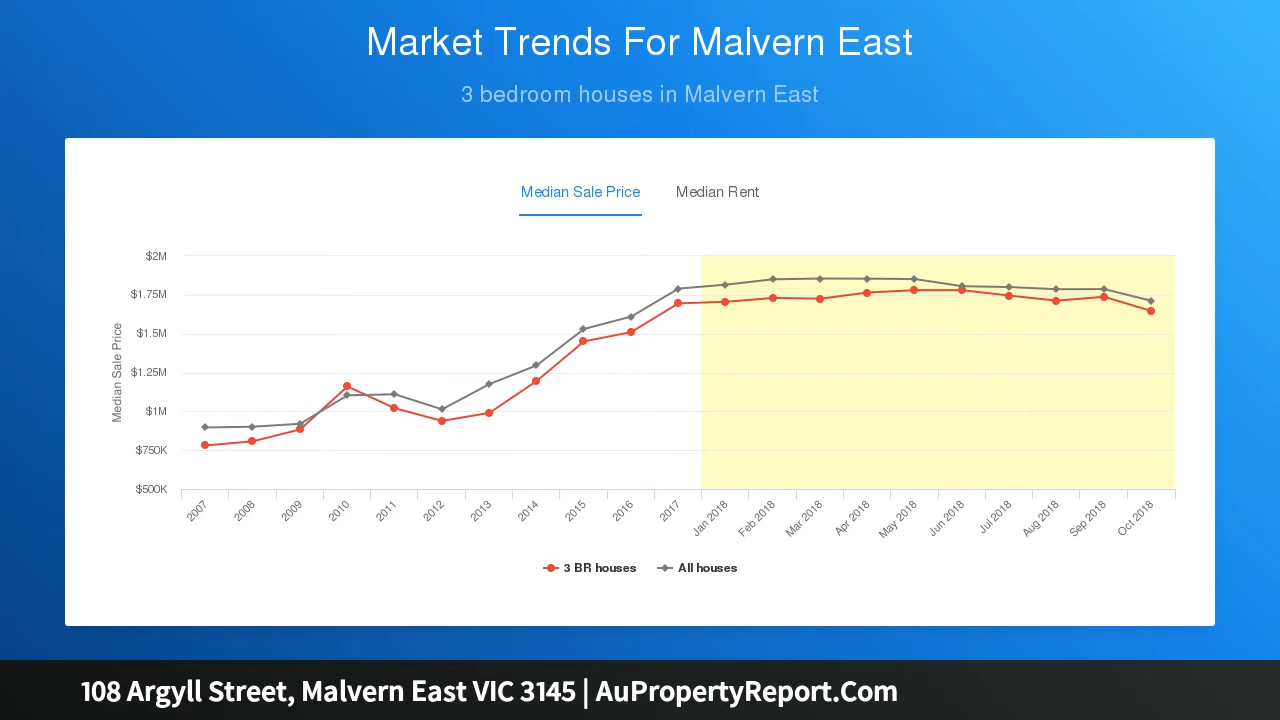 Market Trends For Malvern East
3 bedroom houses in Malvern East
Median Sale Price Median Rent
Median Sale Price
$2M
$1.75M
$1.5M
$1.25M
$1M
$750K
$500K
2007 2008 2009 2010 2011 2012 2013 2014 2015 2016 2017 Jan 2018 Feb 2018 Mar 2018 Apr 2018 May 2018 Jun 2018 Jul 2018 Aug 2018 Sep 2018 Oct 2018
3 BR houses All houses
108 Argyll Street, Malvern East VIC 3145 | AuPropertyReport.Com